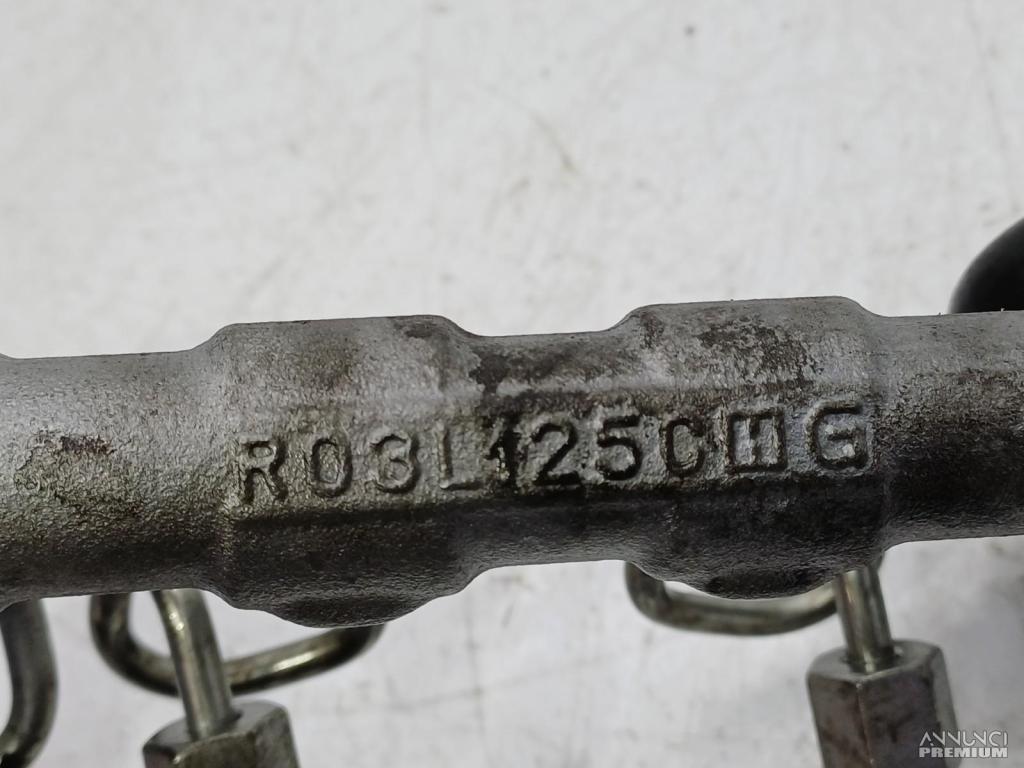 R03L125C G
ANNUNCI
PREMIUM